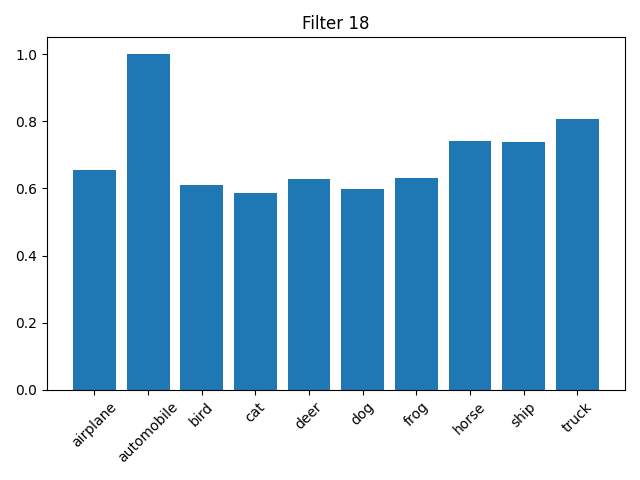 Filter 18
1.0
0.8
0.6
0.4
0.2
0.0
airplane
automobile
bird
cat
deer
dog
frog
horse
ship
truck